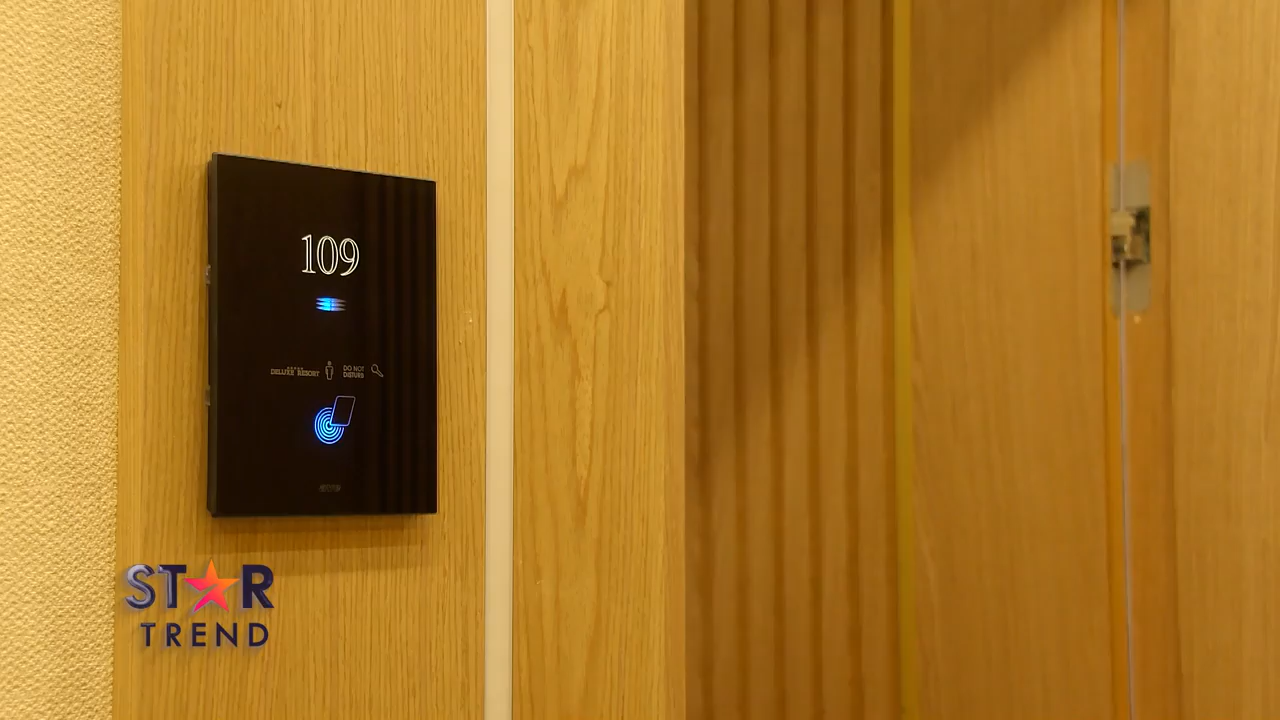 109
DELUXE RESORT
DO NOT
DISTURB
STAR
TREND